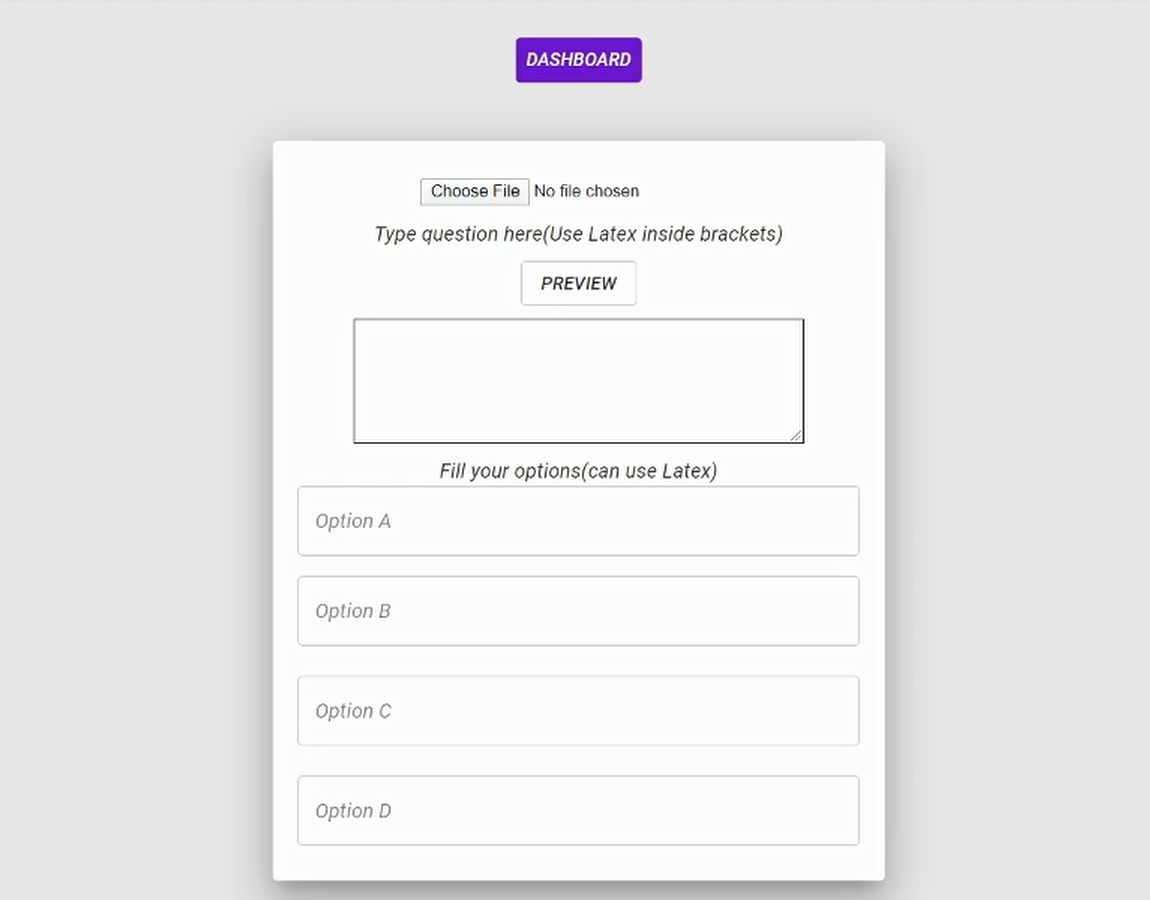 DASHBOARD
Choose File No file chosen
Type question here(Use Latex inside brackets)
PREVIEW
Fill your options(can use Latex)
Option A
Option B
Option C
Option D